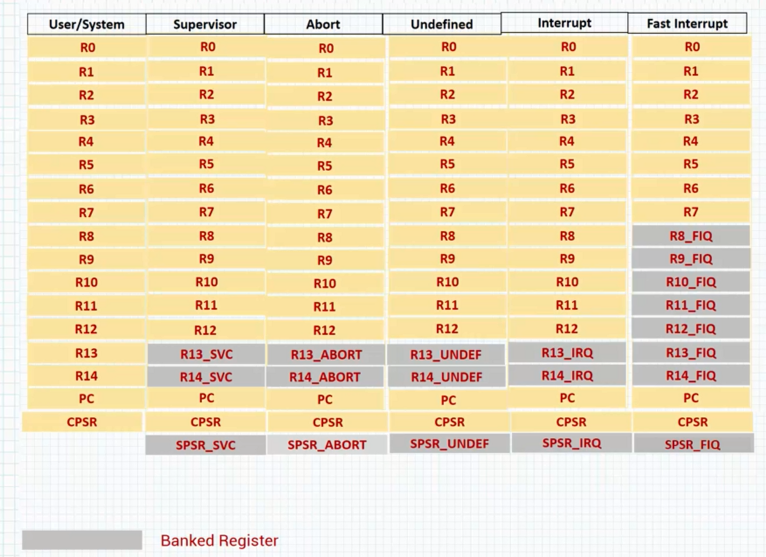 User/System Supervisor Abort Undefined Interrupt Fast Interrupt
R0 R0 R0 R0 R0 R0
R1 R1 R1 R1 R1 R1
R2 R2 R2 R2 R2 R2
R3 R3 R3 R3 R3 R3
R4 R4 R4 R4 R4 R4
R5 R5 R5 R5 R5 R5
R6 R6 R6 R6 R6 R6
R7 R7 R7 R7 R7 R7
R8 R8 R8 R8 R8 R8_FIQ
R9 R9 R9 R9 R9 R9_FIQ
R10 R10 R10 R10 R10 R10_FIQ
R11 R11 R11 R11 R11 R11_FIQ
R12 R12 R12 R12 R12 R12_FIQ
R13 R13_SVC R13_ABORT R13_UNDEF R13_IRQ R13_FIQ
R14 R14_SVC R14_ABORT R14_UNDEF R14_IRQ R14_FIQ
PC PC PC PC PC PC
CPSR CPSR CPSR CPSR CPSR CPSR
SPSR_SVC SPSR_ABORT SPSR_UNDEF SPSR_IRQ SPSR_FIQ
Banked Register